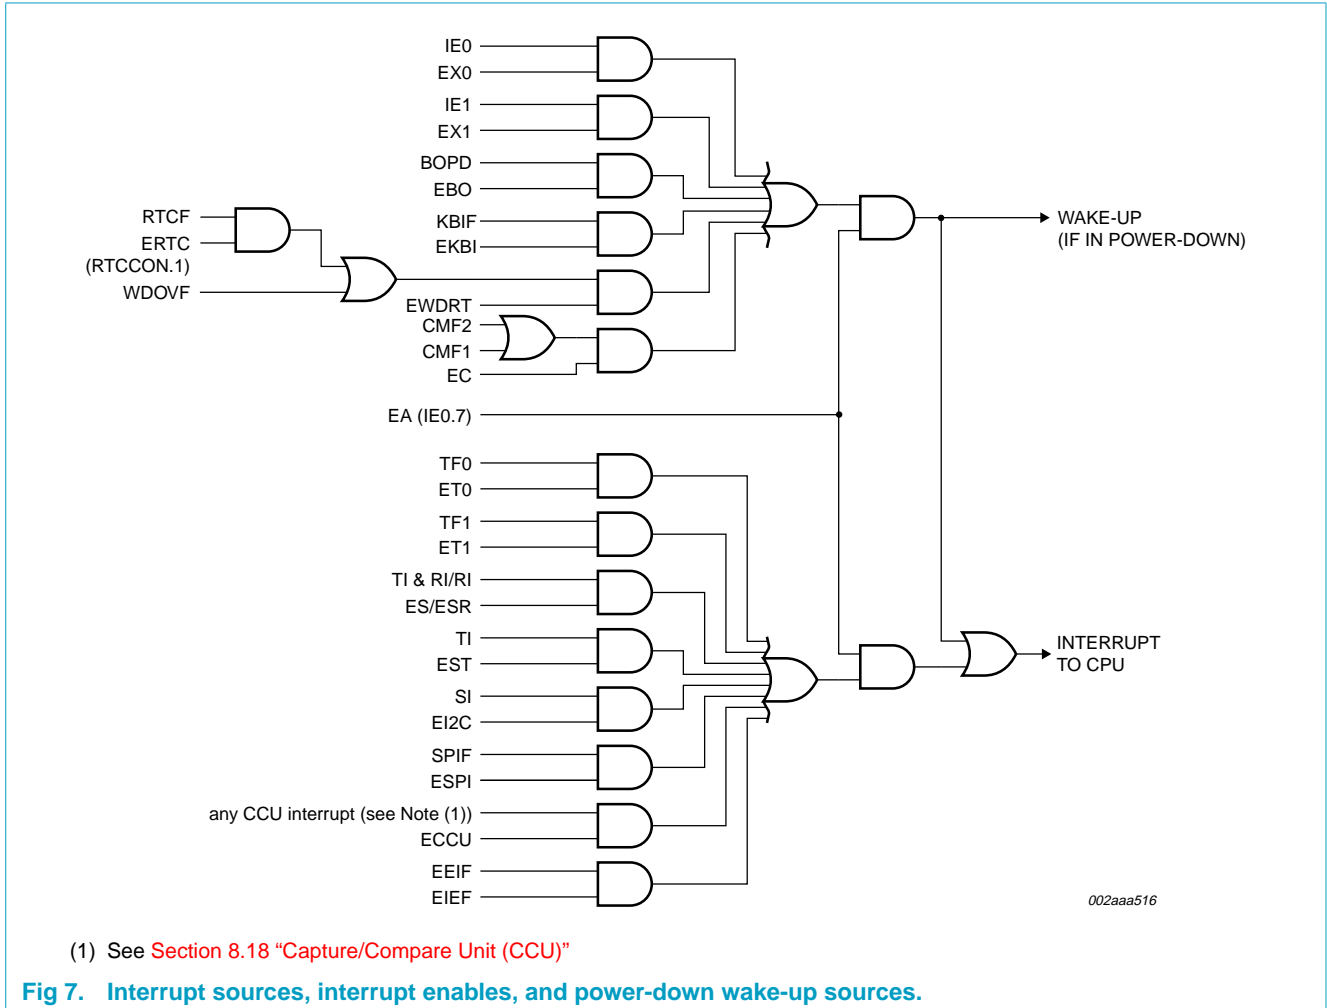 IE0
EX0
IE1
EX1
BOPD
EBO
RTCF
KBIF
ERTC
EKBI
(RTCCON.1)
WDOVF
EWDRT
CMF2
CMF1
EC
WAKE-UP
(IF IN POWER-DOWN)
EA (IE0.7)
TF0
ET0
TF1
ET1
TI & RI/RI
ES/ESR
TI
EST
SI
EI2C
SPIF
ESPI
any CCU interrupt (see Note (1))
ECCU
EEIF
EIEF
INTERRUPT
TO CPU
002aaa516
(1) See Section 8.18 “Capture/Compare Unit (CCU)”
Fig 7. Interrupt sources, interrupt enables, and power-down wake-up sources.